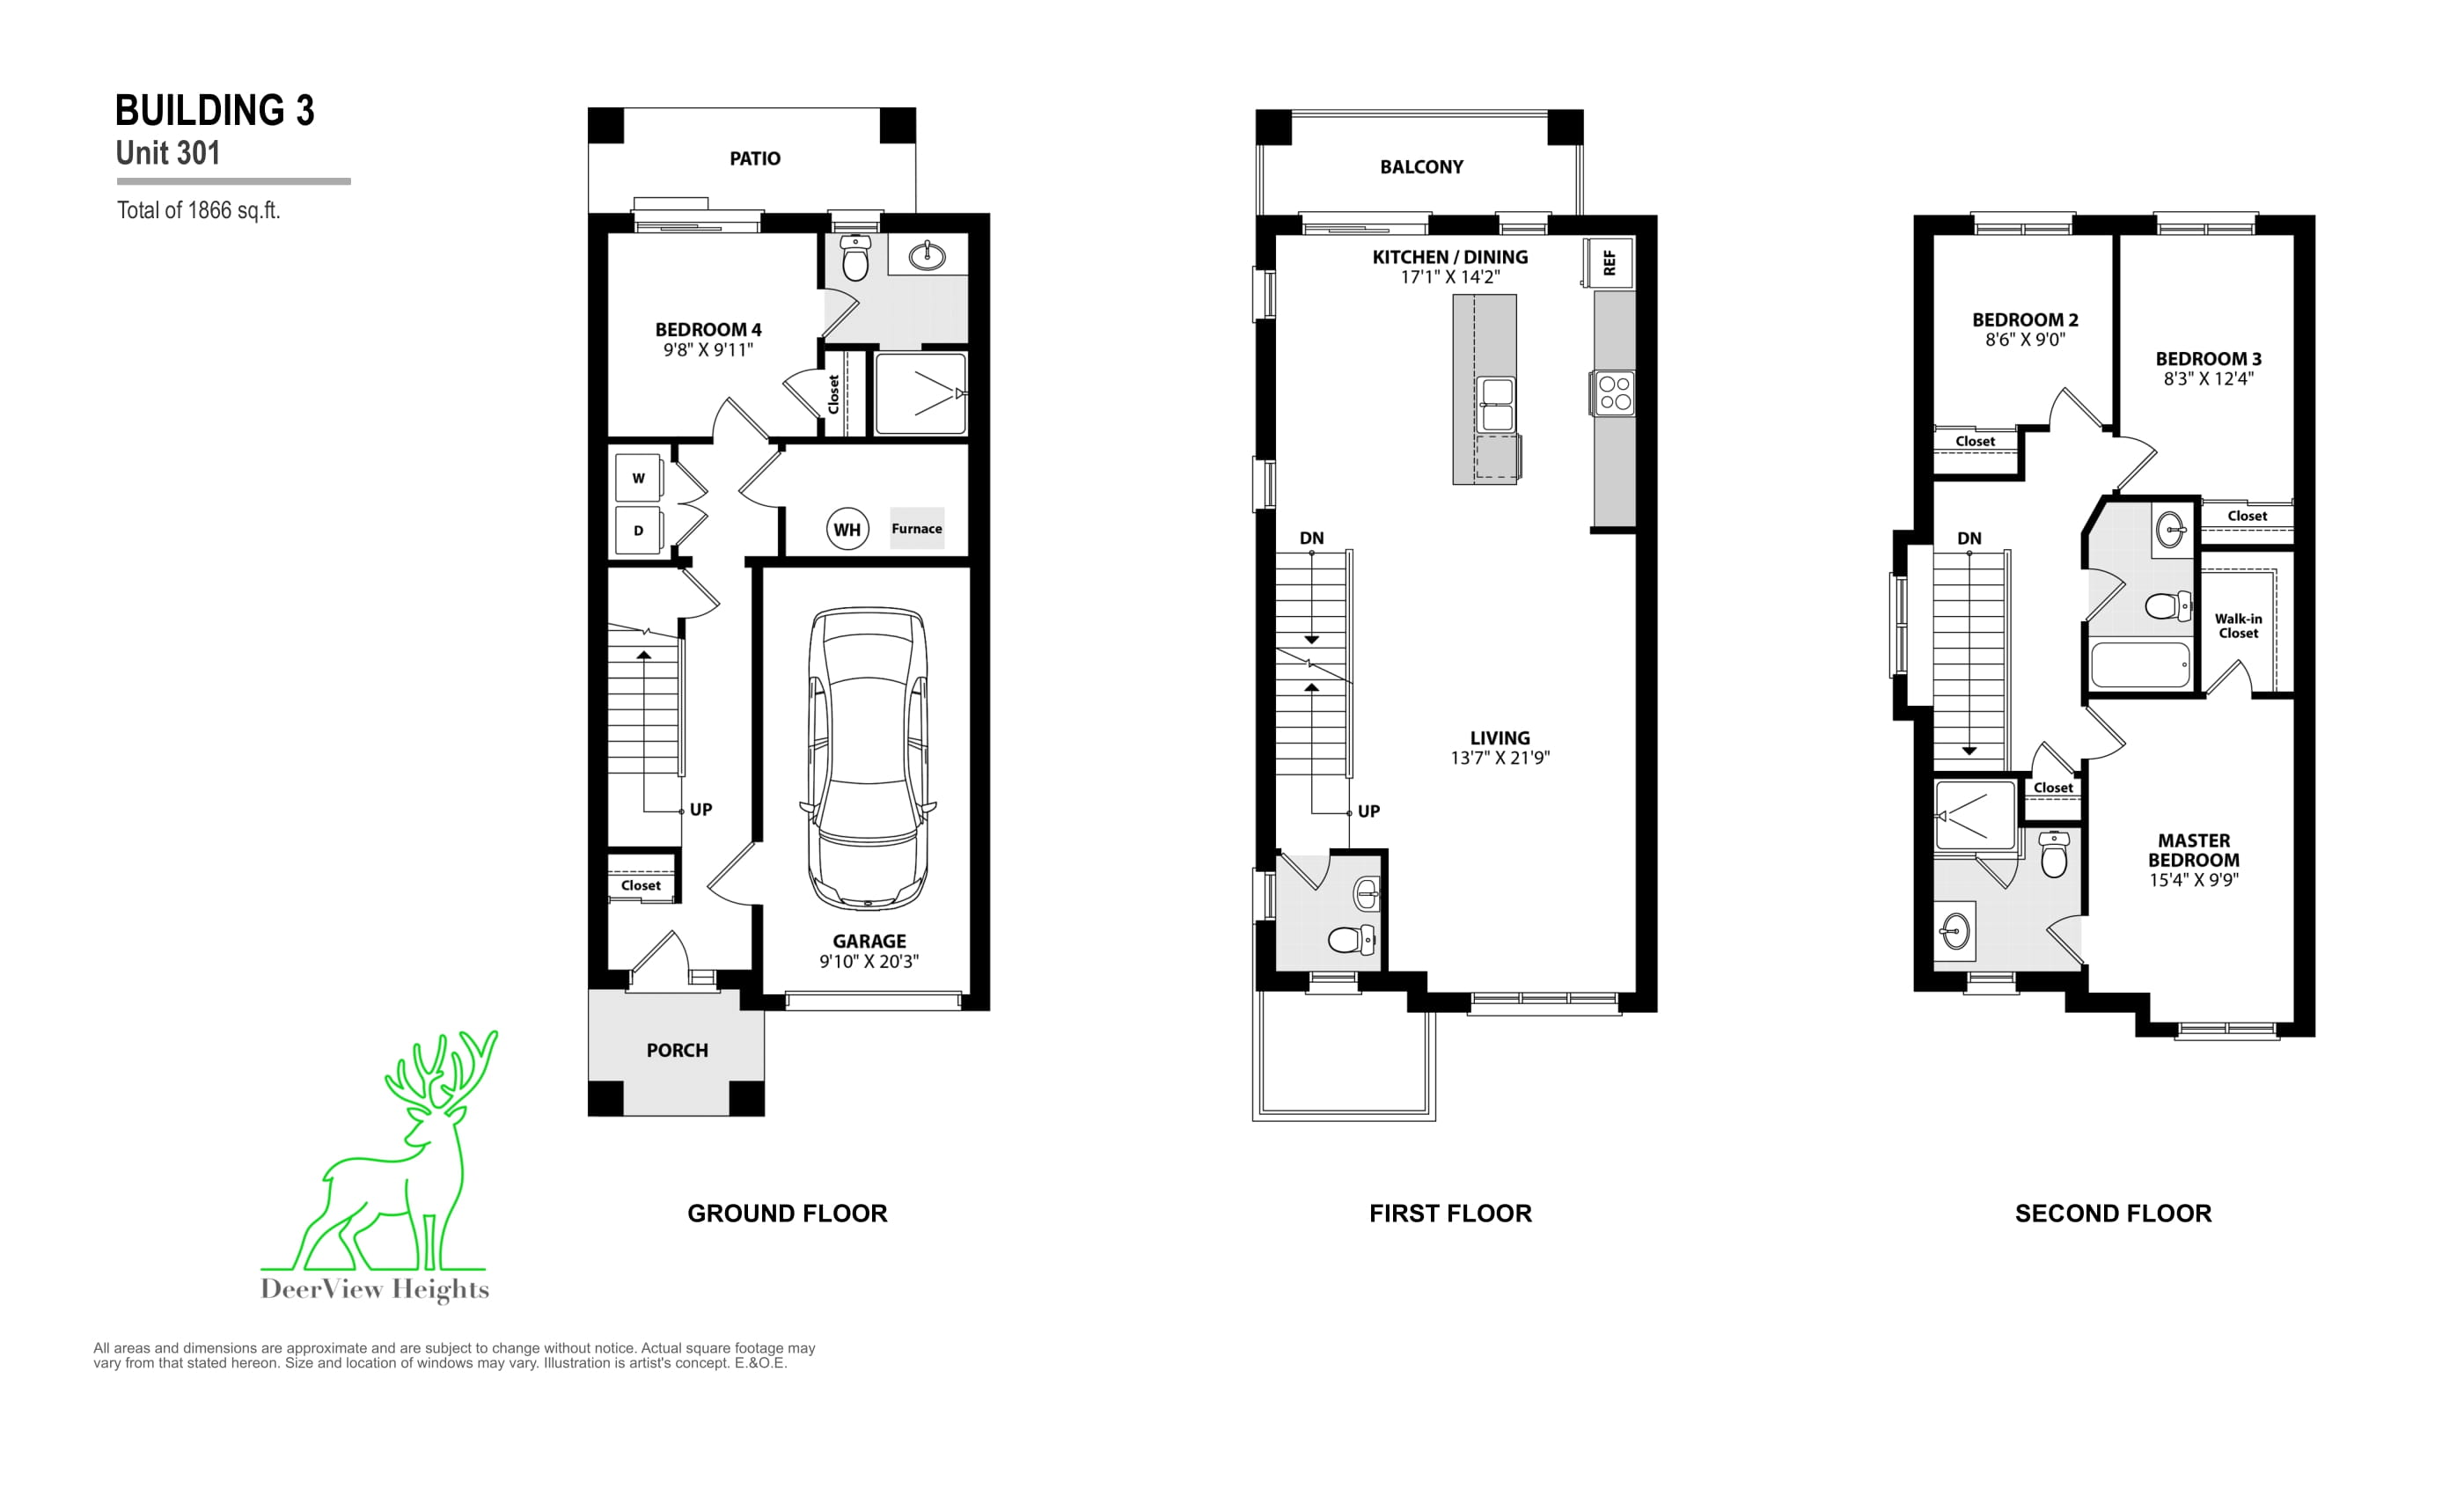 BUILDING 3
Unit 301
Total of 1866 sq.ft.
PATIO
BEDROOM 4
9'8" X 9'11"
Closet
W
D
WH
Furnace
UP
Closet
GARAGE
9'10" X 20'3"
PORCH
GROUND FLOOR
BALCONY
KITCHEN / DINING
17'1" X 14'2"
REF
DN
LIVING
13'7" X 21'9"
UP
FIRST FLOOR
BEDROOM 2
8'6" X 9'0"
BEDROOM 3
8'3" X 12'4"
Closet
Closet
DN
Walk-in
Closet
Closet
MASTER
BEDROOM
15'4" X 9'9"
SECOND FLOOR
DeerView Heights
All areas and dimensions are approximate and are subject to change without notice. Actual square footage may
vary from that stated hereon. Size and location of windows may vary. Illustration is artist's concept. E.&O.E.